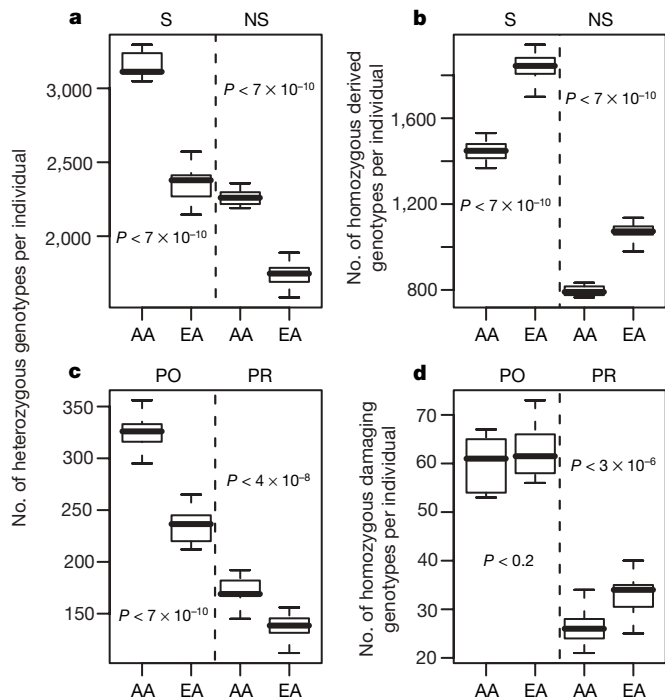 a
S NS
3,000
2,500
2,000
P < 7 × 10⁻¹⁰
P < 7 × 10⁻¹⁰
AA EA AA EA
b
S NS
No. of homozygous derived
genotypes per individual
1,600
1,200
800
P < 7 × 10⁻¹⁰
P < 7 × 10⁻¹⁰
AA EA AA EA
No. of heterozygous genotypes per individual
c
PO PR
350
250
150
P < 4 × 10⁻⁸
P < 7 × 10⁻¹⁰
AA EA AA EA
d
PO PR
No. of homozygous damaging
genotypes per individual
70
60
50
40
30
20
P < 3 × 10⁻⁶
P < 0.2
AA EA AA EA